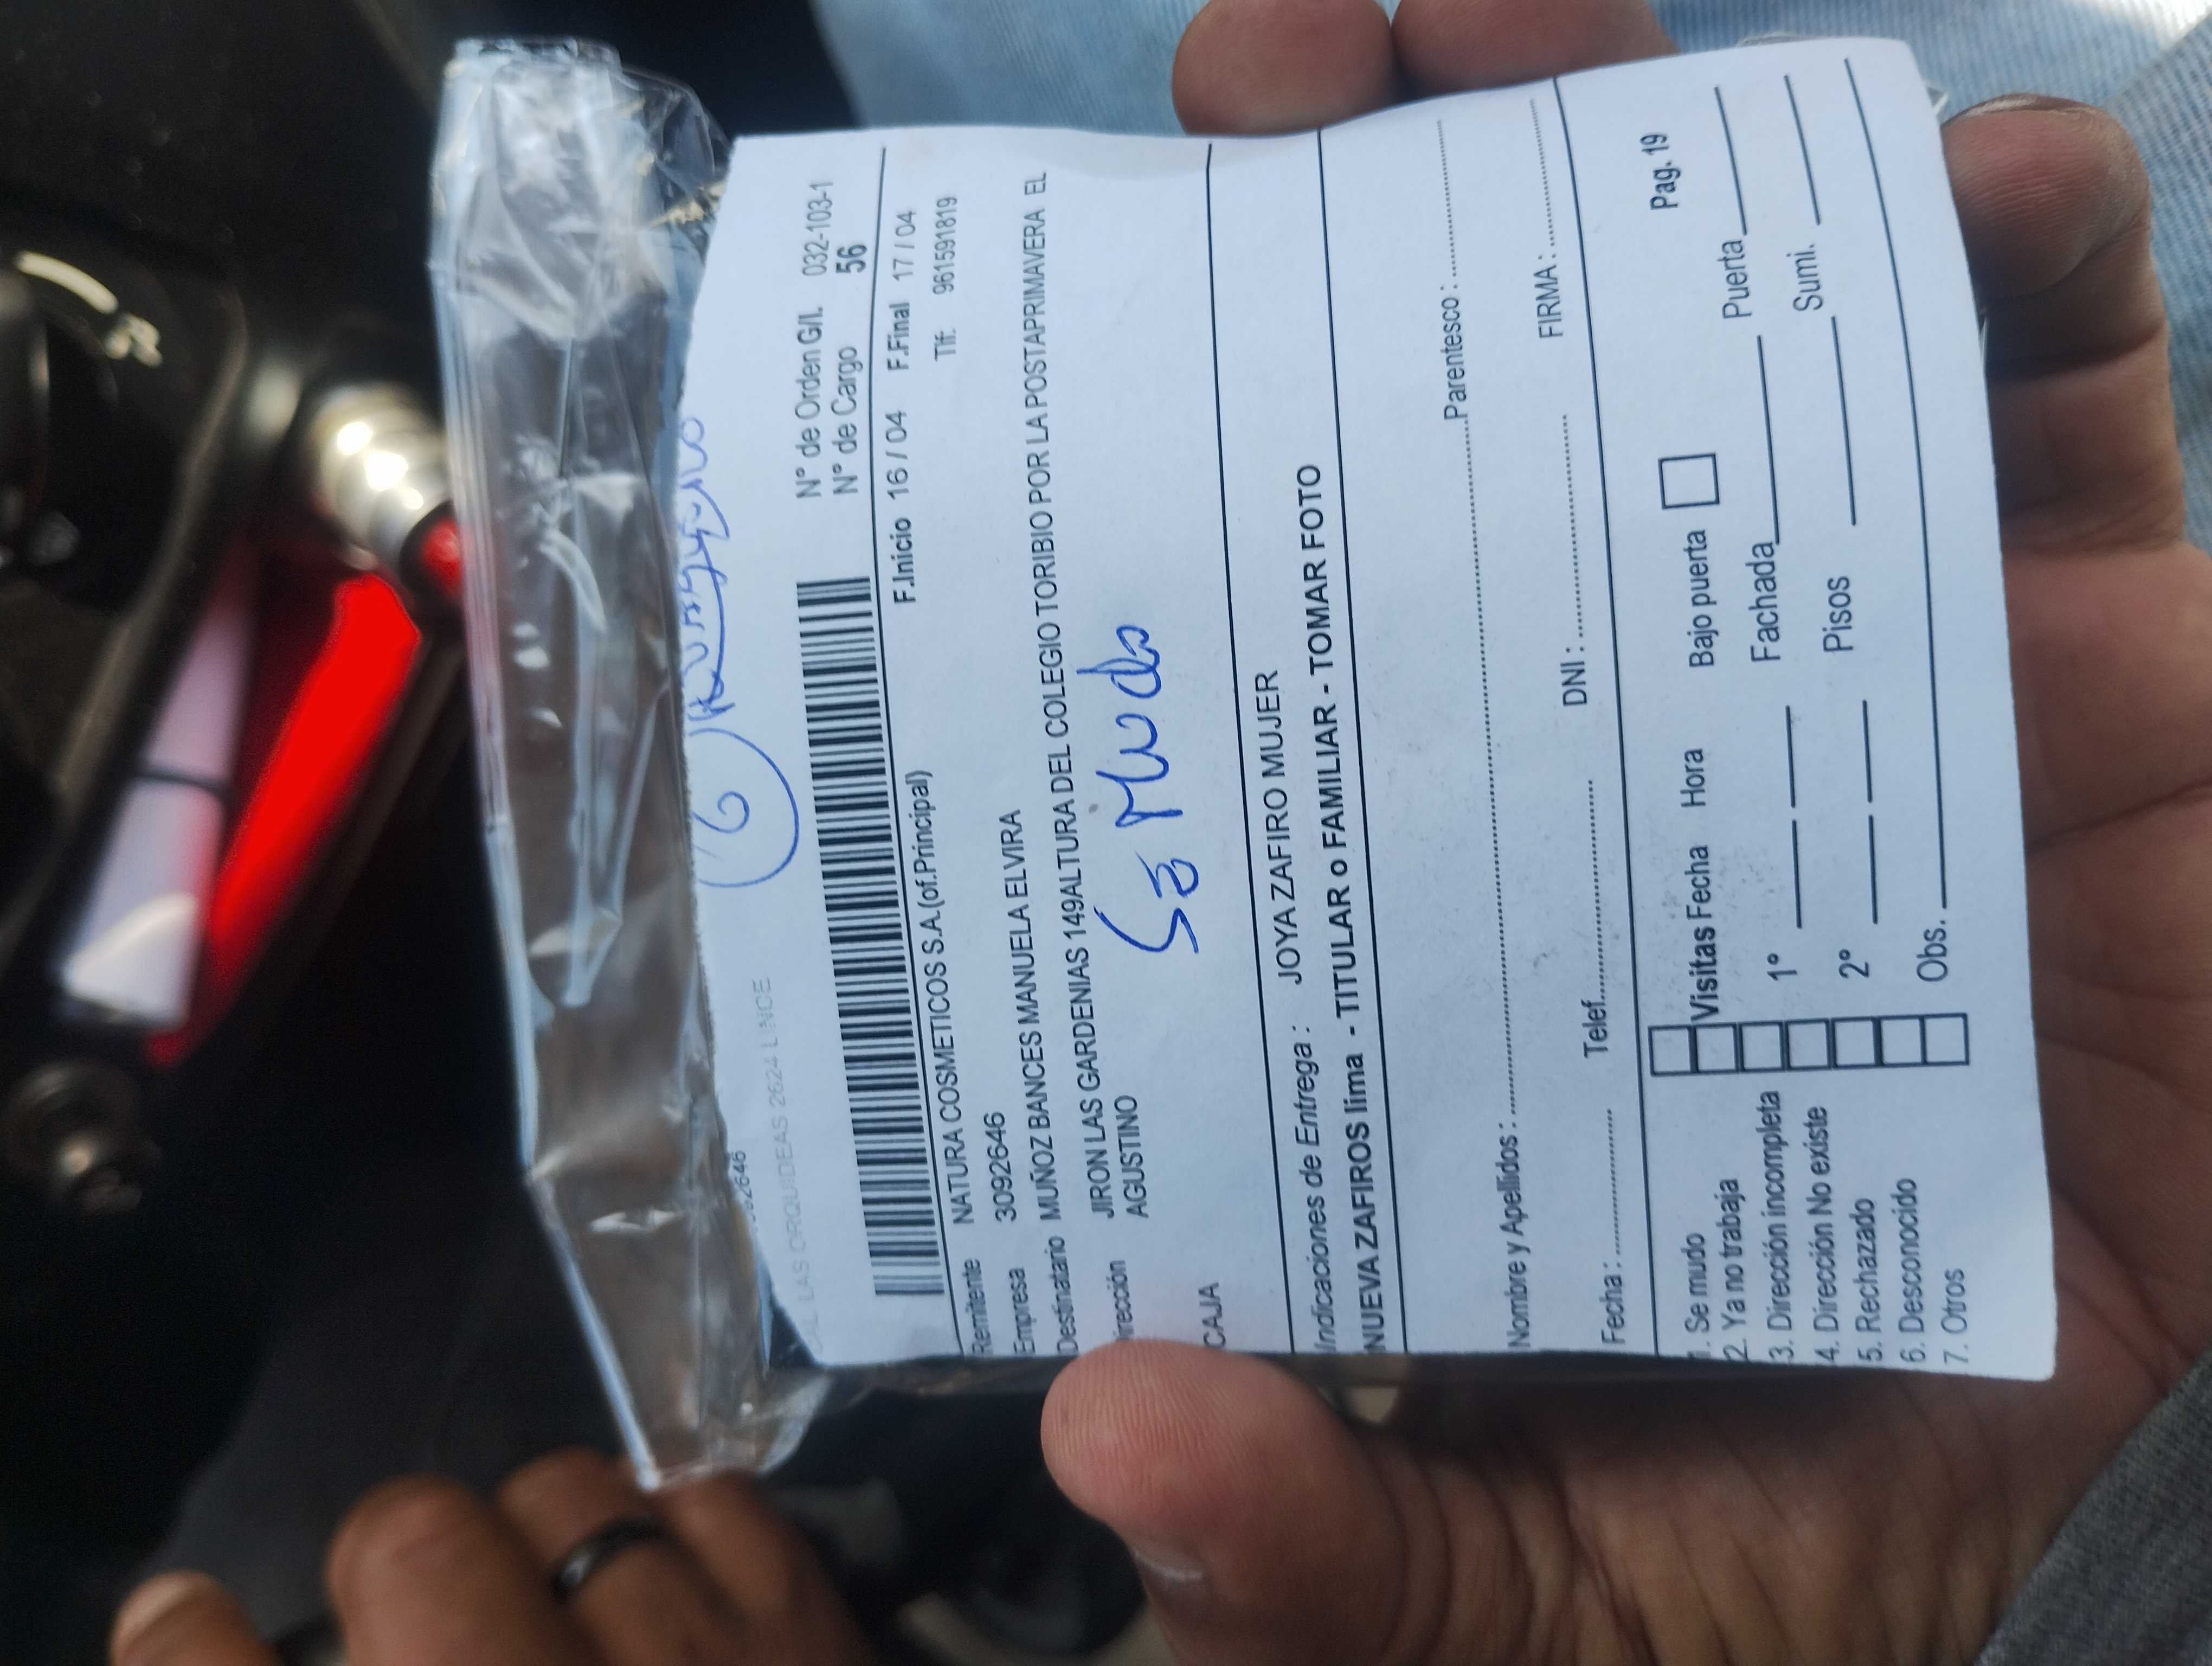 6
CAL LAS ORQUIDEAS 2624 LINCE
N° de Orden G/L 032-103-1
N° de Cargo 56
F.Inicio 16 / 04 F.Final 17 / 04
Remitente NATURA COSMETICOS S.A.(of.Principal) Tlf. 961591819
Empresa 3092646
Destinatario MUÑOZ BANCES MANUELA ELVIRA
irección JIRON LAS GARDENIAS 149ALTURA DEL COLEGIO TORIBIO POR LA POSTAPRIMAVERA EL
AGUSTINO
Se Mudo
CAJA
Indicaciones de Entrega : JOYA ZAFIRO MUJER
NUEVA ZAFIROS lima - TITULAR o FAMILIAR - TOMAR FOTO
Nombre y Apellidos : Parentesco :
Fecha : Telef. DNI : FIRMA :
1. Se mudo Visitas Fecha Hora Bajo puerta Pag. 19
2. Ya no trabaja
3. Dirección incompleta 1° Fachada Puerta
4. Dirección No existe
5. Rechazado 2° Pisos Sumi.
6. Desconocido
7. Otros Obs.